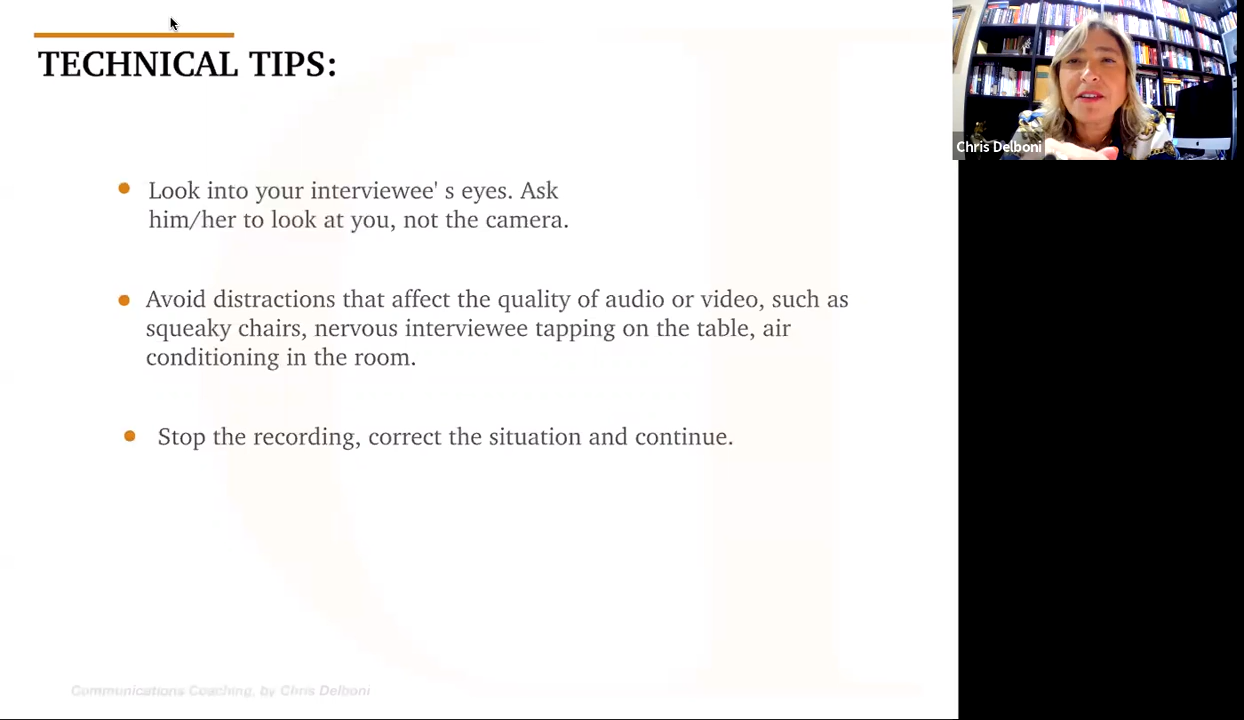 TECHNICAL TIPS:
Chris Delboni
Look into your interviewee' s eyes. Ask
him/her to look at you, not the camera.
Avoid distractions that affect the quality of audio or video, such as
squeaky chairs, nervous interviewee tapping on the table, air
conditioning in the room.
Stop the recording, correct the situation and continue.
Communications Coaching, by Chris Delboni